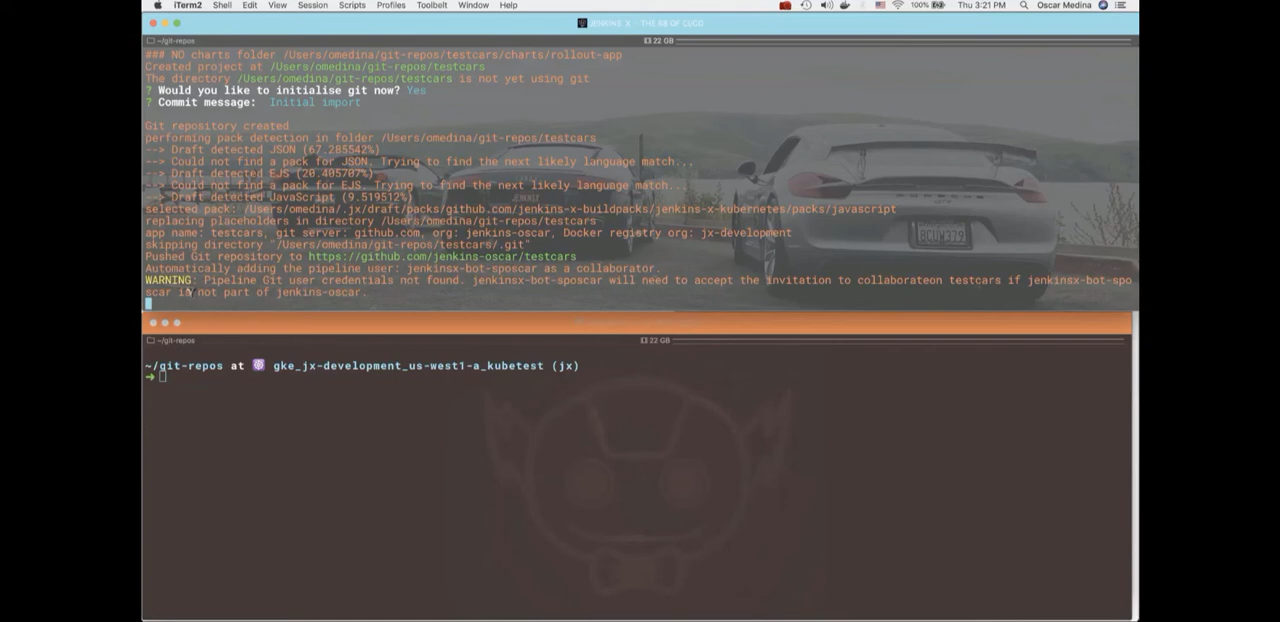 iTerm2 Shell Edit View Session Scripts Profiles Toolbelt Window Help 100% Thu 3:21 PM Oscar Medina
JENKINS X - THE RB OF CI/CD
~/git-repos 22 GB
### NO charts folder /Users/omedina/git-repos/testcars/charts/rollout-app
Created project at /Users/omedina/git-repos/testcars
The directory /Users/omedina/git-repos/testcars is not yet using git
? Would you like to initialise git now? Yes
? Commit message:  Initial import
Git repository created
performing pack detection in folder /Users/omedina/git-repos/testcars
--> Draft detected JSON (67.285542%)
--> Could not find a pack for JSON. Trying to find the next likely language match...
--> Draft detected EJS (20.405707%)
--> Could not find a pack for EJS. Trying to find the next likely language match...
--> Draft detected JavaScript (9.519512%)
selected pack: /Users/omedina/.jx/draft/packs/github.com/jenkins-x-buildpacks/jenkins-x-kubernetes/packs/javascript
replacing placeholders in directory /Users/omedina/git-repos/testcars
app name: testcars, git server: github.com, org: jenkins-oscar, Docker registry org: jx-development
skipping directory "/Users/omedina/git-repos/testcars/.git"
Pushed Git repository to https://github.com/jenkins-oscar/testcars
Automatically adding the pipeline user: jenkinsx-bot-sposcar as a collaborator.
WARNING: Pipeline Git user credentials not found. jenkinsx-bot-sposcar will need to accept the invitation to collaborateon testcars if jenkinsx-bot-spo
scar is not part of jenkins-oscar.
8CUW379
~/git-repos 22 GB
~/git-repos at gke_jx-development_us-west1-a_kubetest (jx)
➜